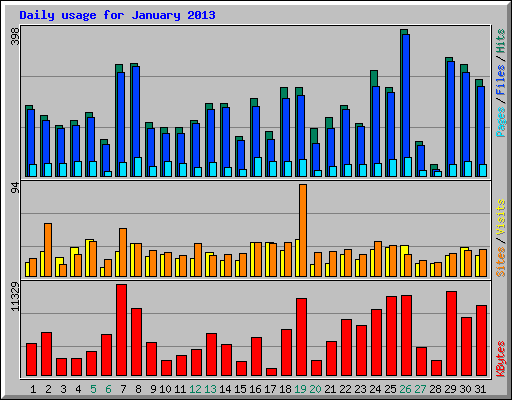 Daily usage for January 2013
398
Pages / Files / Hits
94
Sites / Visits
11329
KBytes
1 2 3 4 5 6 7 8 9 10 11 12 13 14 15 16 17 18 19 20 21 22 23 24 25 26 27 28 29 30 31